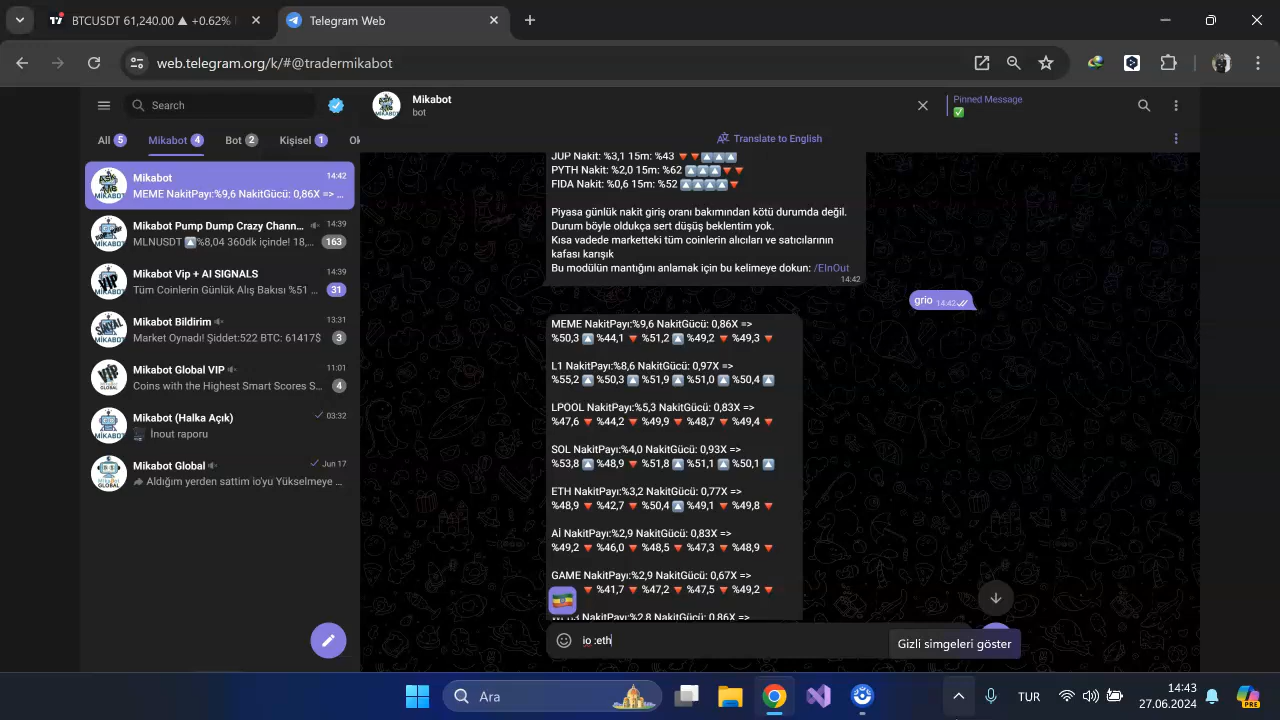 BTCUSDT 61,240.00 ▲ +0.62%
Telegram Web
web.telegram.org/k/#@tradermikabot
Search
All 5
Mikabot 4
Bot 2
Kişisel 1
Ok
Mikabot 14:42
MEME NakitPayı:%9,6 NakitGücü: 0,86X => ...
Mikabot Pump Dump Crazy Chann... 14:39
MLNUSDT 🔼%8,04 360dk içinde! 18,... 163
Mikabot Vip + AI SIGNALS 14:39
Tüm Coinlerin Günlük Alış Bakısı %51 ... 31
Mikabot Bildirim 13:31
Market Oynadı! Şiddet:522 BTC: 61417$ 3
Mikabot Global VIP 11:01
Coins with the Highest Smart Scores S... 4
Mikabot (Halka Açık) 03:32
Inout raporu
Mikabot Global Jun 17
Aldığım yerden sattim io'yu Yükselmeye ...
Mikabot
bot
Pinned Message
✅
Translate to English
JUP Nakit: %3,1 15m: %43 🔻🔻🔼🔼🔼
PYTH Nakit: %2,0 15m: %62 🔼🔼🔼🔻🔻
FIDA Nakit: %0,6 15m: %52 🔼🔼🔼🔼🔻
Piyasa günlük nakit giriş oranı bakımından kötü durumda değil.
Durum böyle oldukça sert düşüş beklentim yok.
Kısa vadede marketteki tüm coinlerin alıcıları ve satıcılarının
kafası karışık
Bu modülün mantığını anlamak için bu kelimeye dokun: /EInOut
14:42
grio 14:42
MEME NakitPayı:%9,6 NakitGücü: 0,86X =>
%50,3 🔼 %44,1 🔻 %51,2 🔼 %49,2 🔻 %49,3 🔻
L1 NakitPayı:%8,6 NakitGücü: 0,97X =>
%55,2 🔼 %50,3 🔼 %51,9 🔼 %51,0 🔼 %50,4 🔼
LPOOL NakitPayı:%5,3 NakitGücü: 0,83X =>
%47,6 🔻 %44,2 🔻 %49,9 🔻 %48,7 🔻 %49,4 🔻
SOL NakitPayı:%4,0 NakitGücü: 0,93X =>
%53,8 🔼 %48,9 🔻 %51,8 🔼 %51,1 🔼 %50,1 🔼
ETH NakitPayı:%3,2 NakitGücü: 0,77X =>
%48,9 🔻 %42,7 🔻 %50,4 🔼 %49,1 🔻 %49,8 🔻
Aİ NakitPayı:%2,9 NakitGücü: 0,83X =>
%49,2 🔻 %46,0 🔻 %48,5 🔻 %47,3 🔻 %48,9 🔻
GAME NakitPayı:%2,9 NakitGücü: 0,67X =>
🔻 %41,7 🔻 %47,2 🔻 %47,5 🔻 %49,2 🔻
NakitPayı:%2,8 NakitGücü: 0,86X =>
io :eth
Gizli simgeleri göster
Ara
TUR
14:43
27.06.2024
PRE